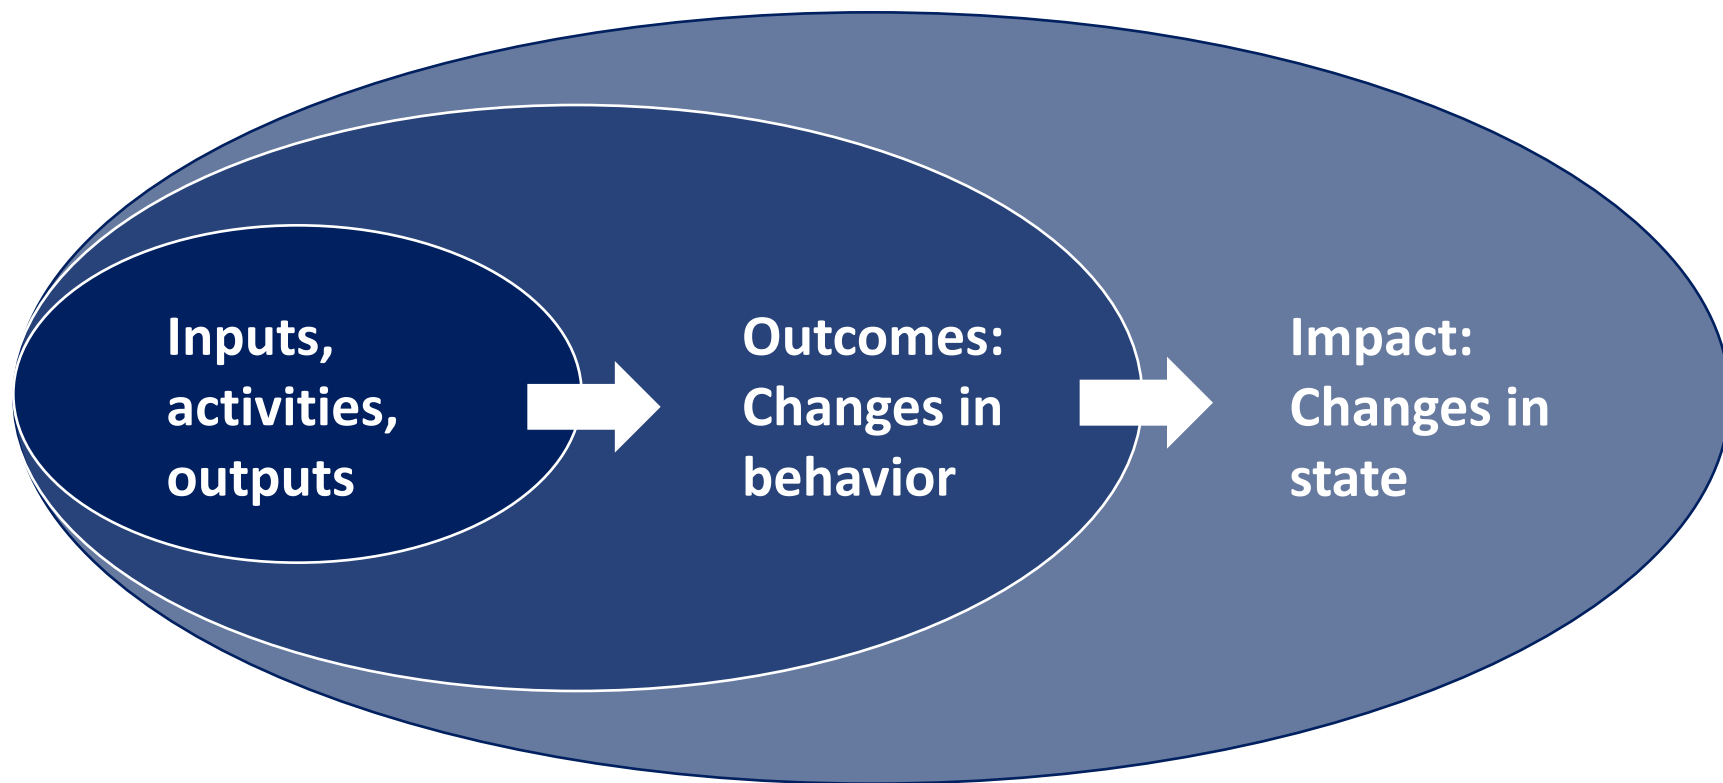 Inputs,
activities,
outputs
Outcomes:
Changes in
behavior
Impact:
Changes in
state